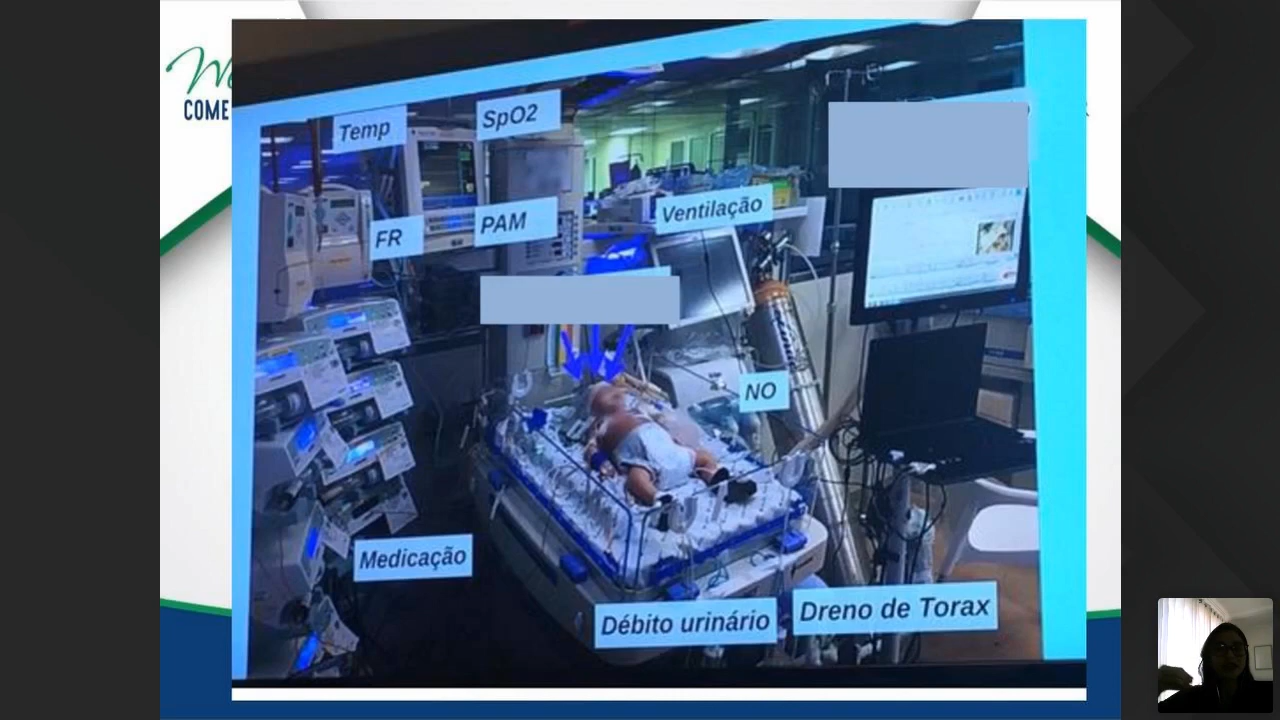 COME
Temp
SpO2
FR
PAM
Ventilação
NO
Medicação
Débito urinário
Dreno de Torax